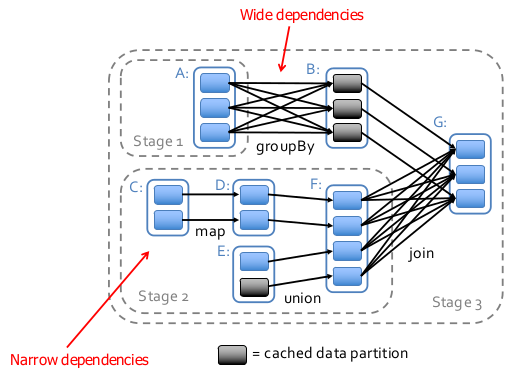 Wide dependencies
A:
B:
G:
Stage 1
groupBy
C:
D:
F:
map
E:
join
Stage 2
union
Stage 3
Narrow dependencies
= cached data partition